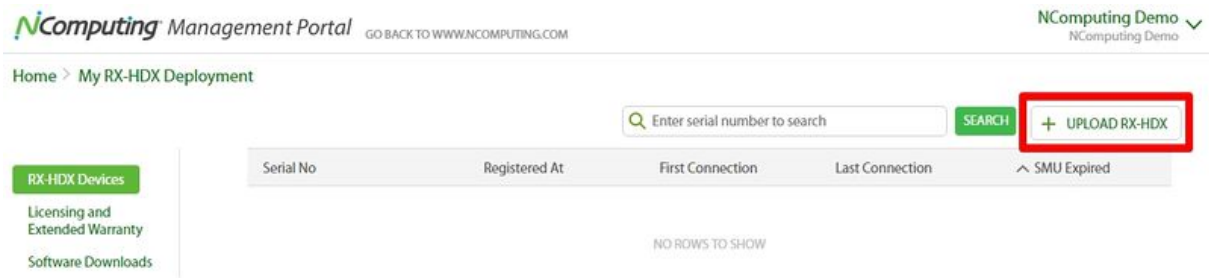 NComputing Management Portal GO BACK TO WWW.NCOMPUTING.COM
NComputing Demo
NComputing Demo
Home > My RX-HDX Deployment
Enter serial number to search SEARCH + UPLOAD RX-HDX
Serial No Registered At First Connection Last Connection SMU Expired
RX-HDX Devices
Licensing and
Extended Warranty
Software Downloads
NO ROWS TO SHOW